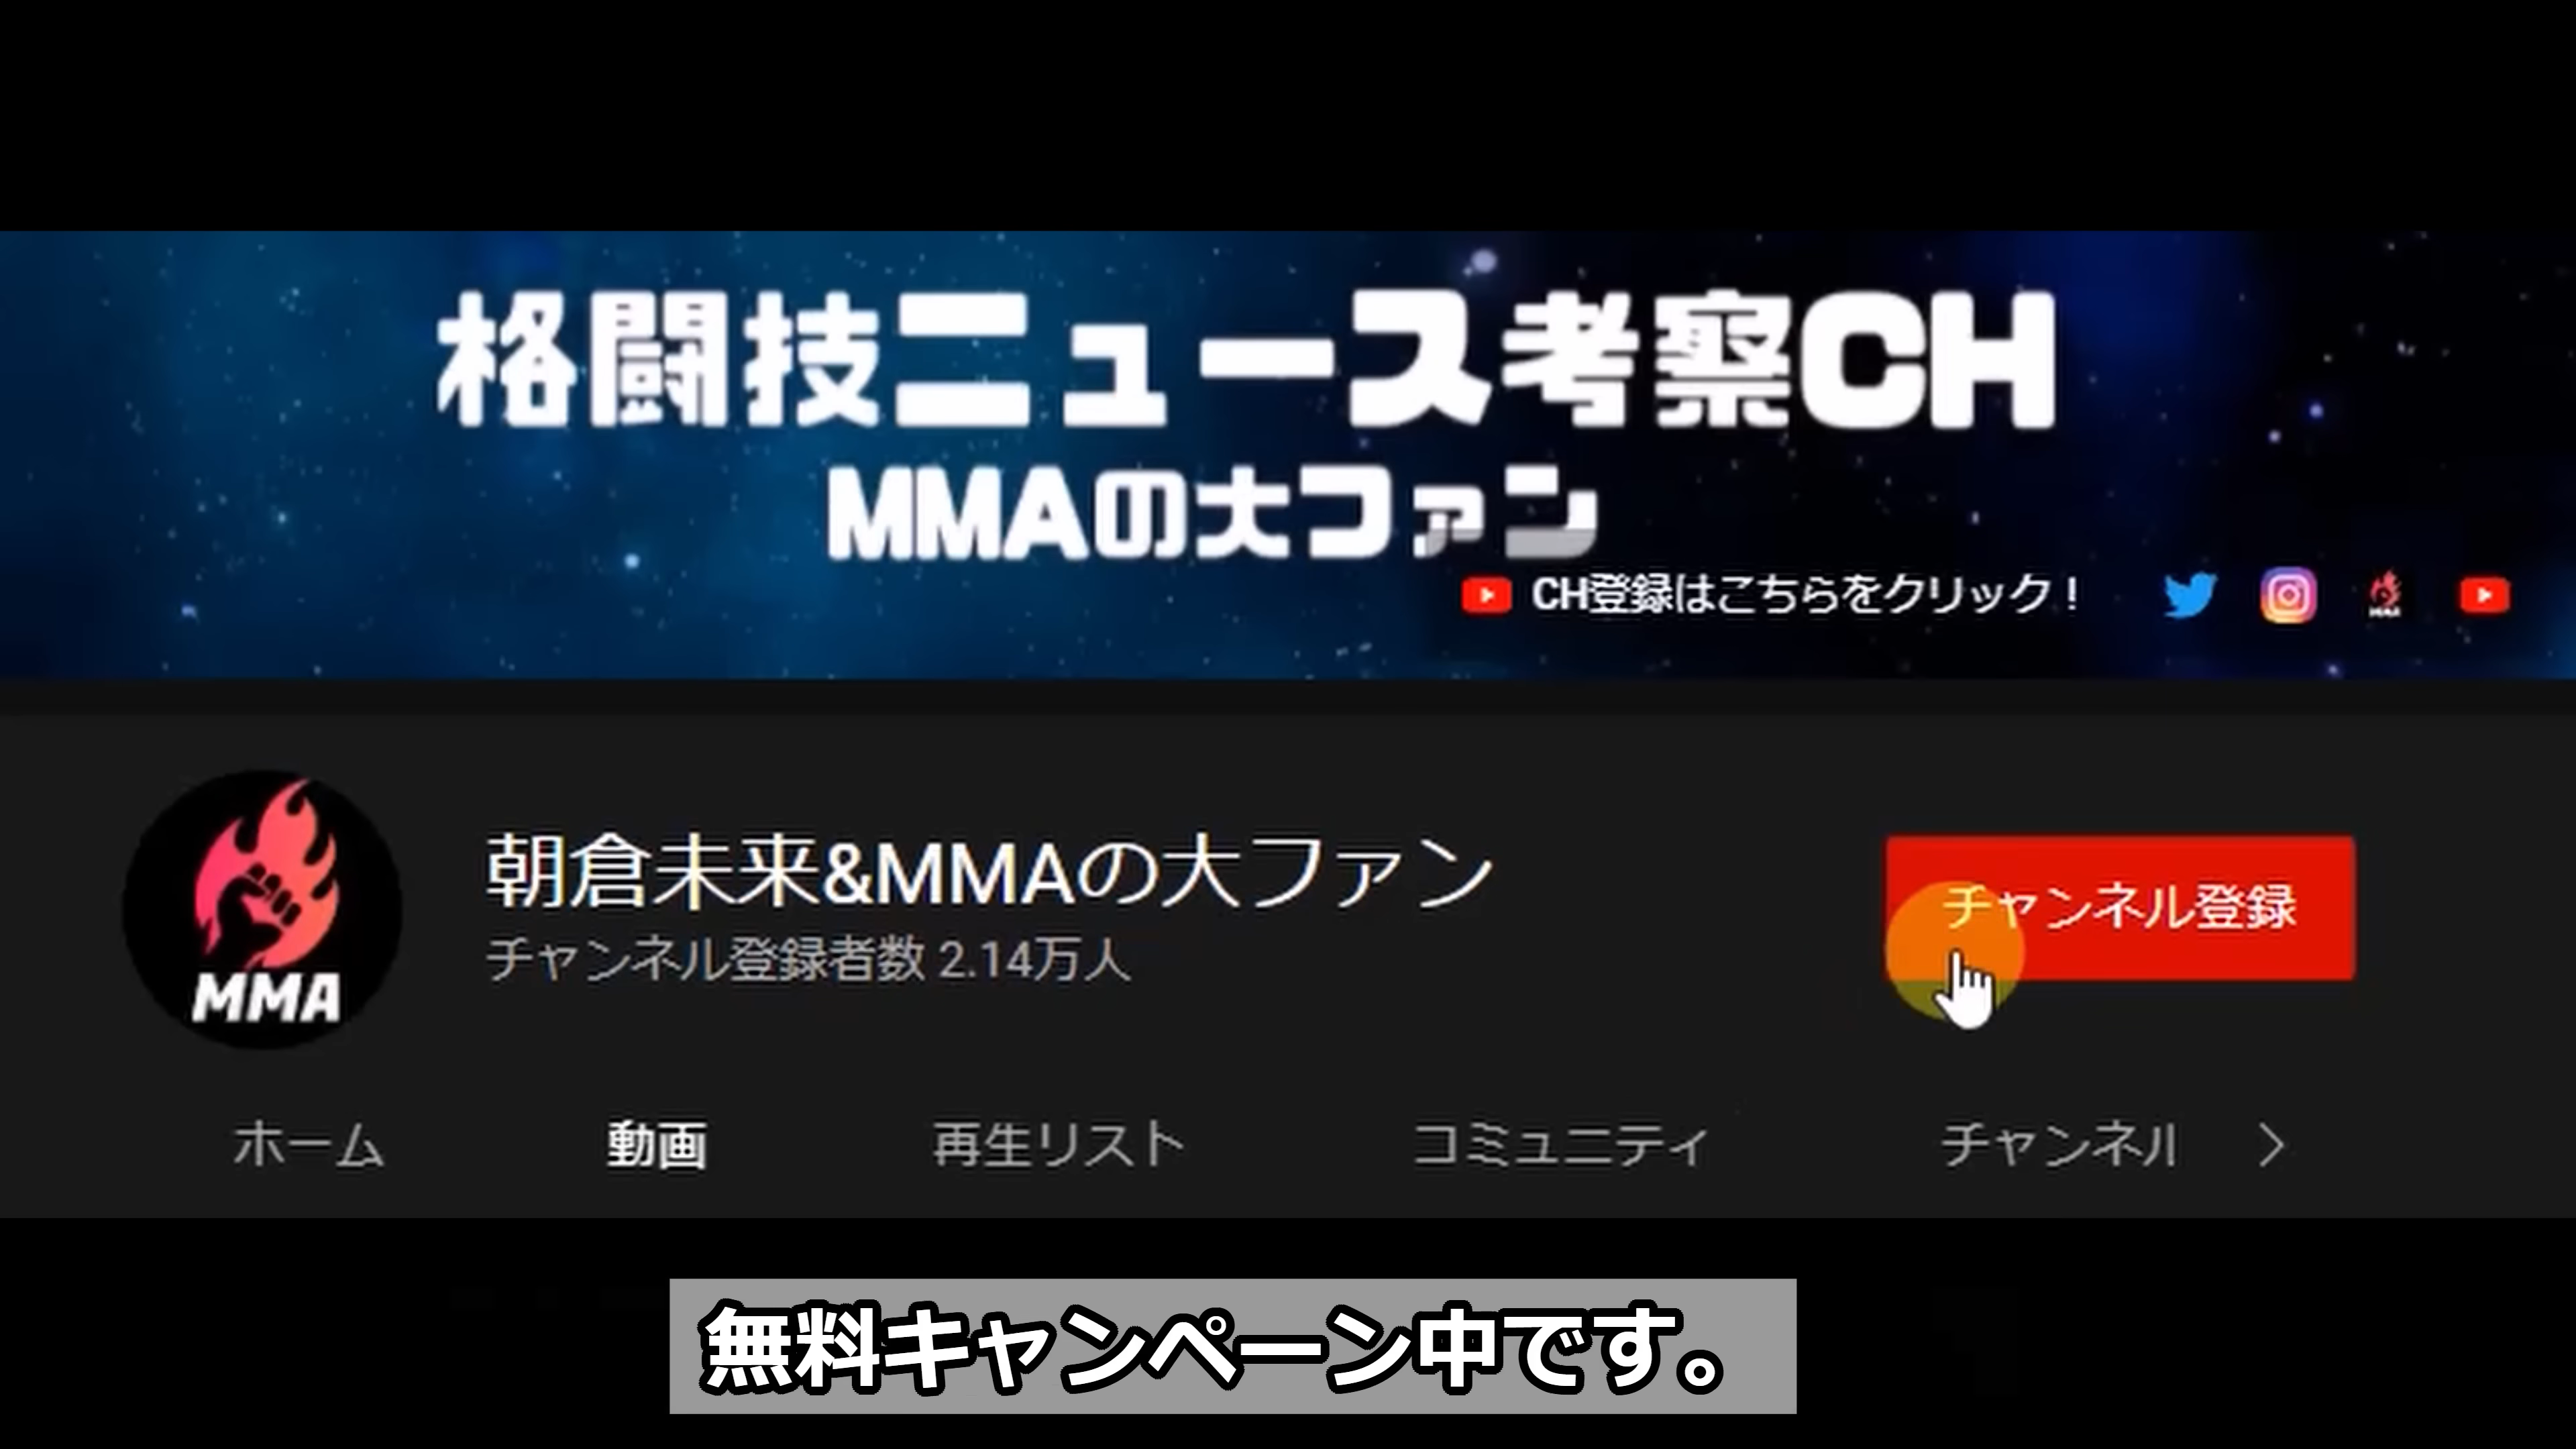 格闘技ニュース考察CH
MMAの大ファン
CH登録はこちらをクリック！
MMA
朝倉未来&MMAの大ファン
チャンネル登録者数 2.14万人
チャンネル登録
ホーム
動画
再生リスト
コミュニティ
チャンネル
無料キャンペーン中です。